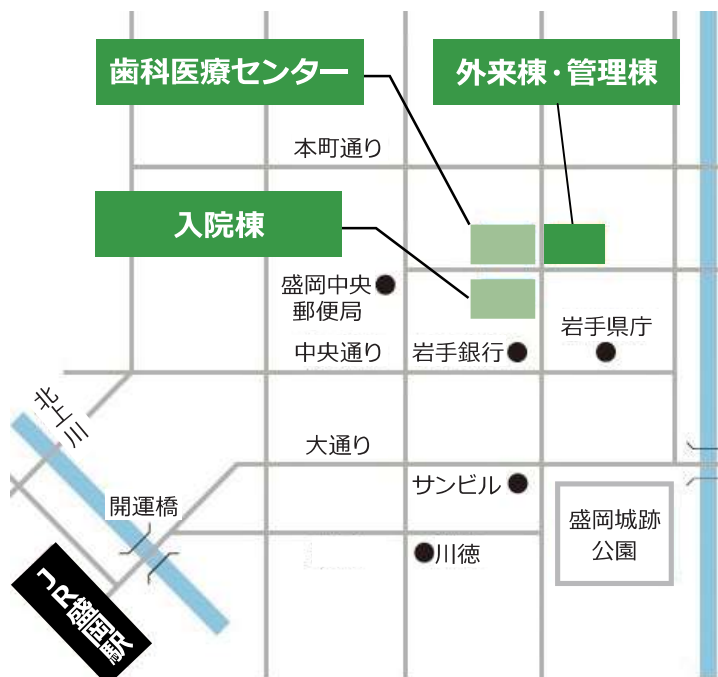 歯科医療センター
外来棟・管理棟
本町通り
入院棟
盛岡中央
郵便局
岩手県庁
中央通り
岩手銀行
北上川
大通り
サンビル
開運橋
盛岡城跡
公園
川徳
JR盛岡駅